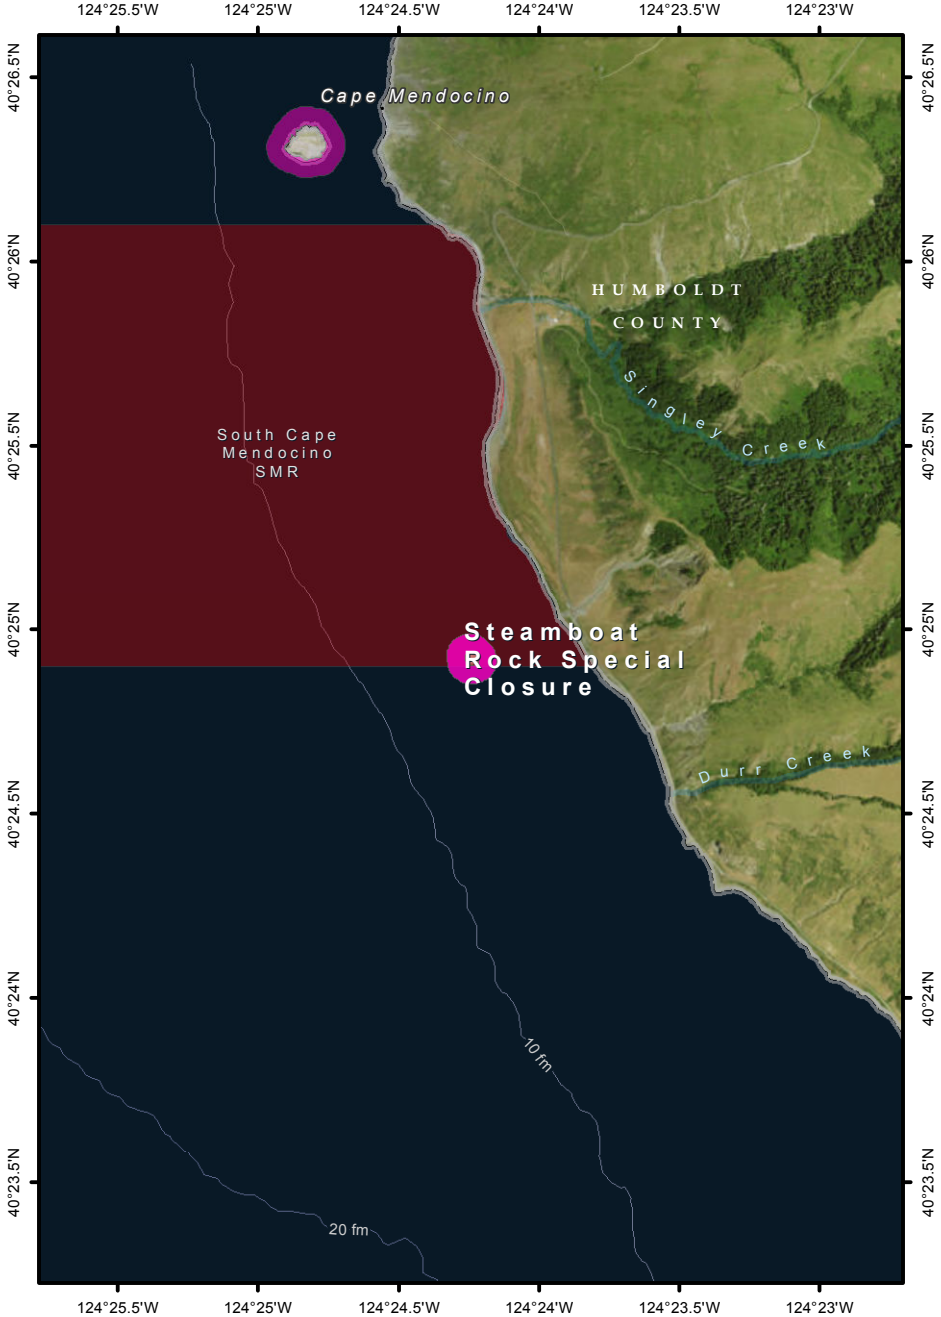 124°25.5'W 124°25'W 124°24.5'W 124°24'W 124°23.5'W 124°23'W
40°26.5'N 40°26.5'N
Cape Mendocino
40°26'N 40°26'N
HUMBOLDT
COUNTY
Singley Creek
South Cape
Mendocino
SMR
40°25.5'N 40°25.5'N
40°25'N 40°25'N
Steamboat
Rock Special
Closure
Durr Creek
40°24.5'N 40°24.5'N
40°24'N 40°24'N
10 fm
40°23.5'N 40°23.5'N
20 fm
124°25.5'W 124°25'W 124°24.5'W 124°24'W 124°23.5'W 124°23'W